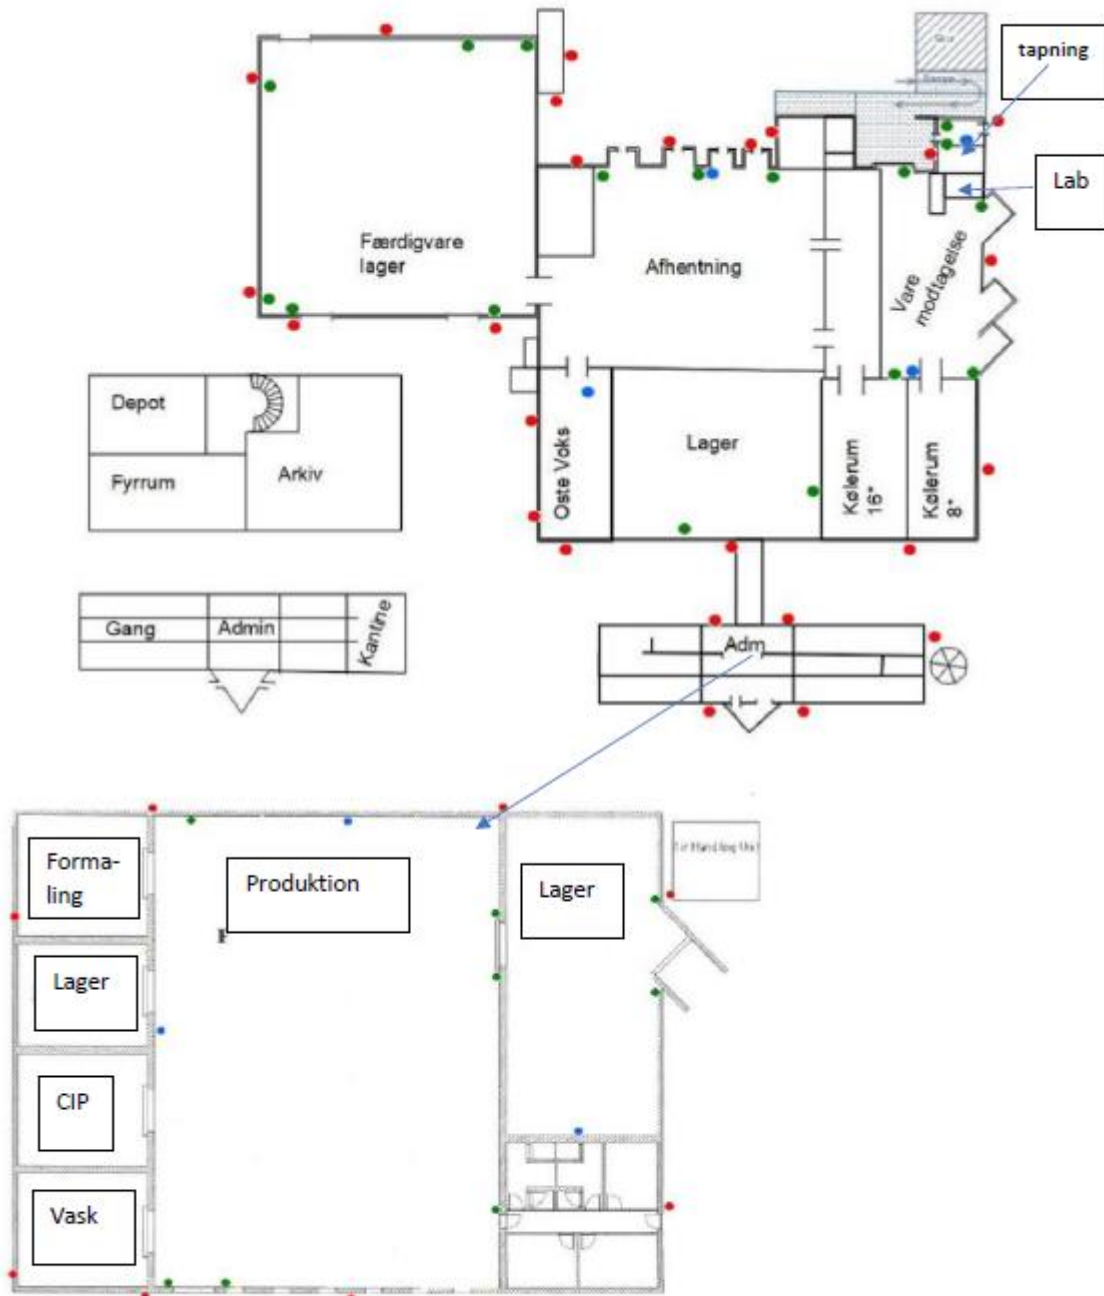 tapning
Lab
Færdigvare
lager
Afhentning
Vare
modtagelse
Depot
Fyrrum
Arkiv
Oste Voks
Lager
Kølerum
16°
Kølerum
8°
Gang
Admin
Kantine
Adm
Forma-
ling
Produktion
Lager
Lager
CIP
Vask